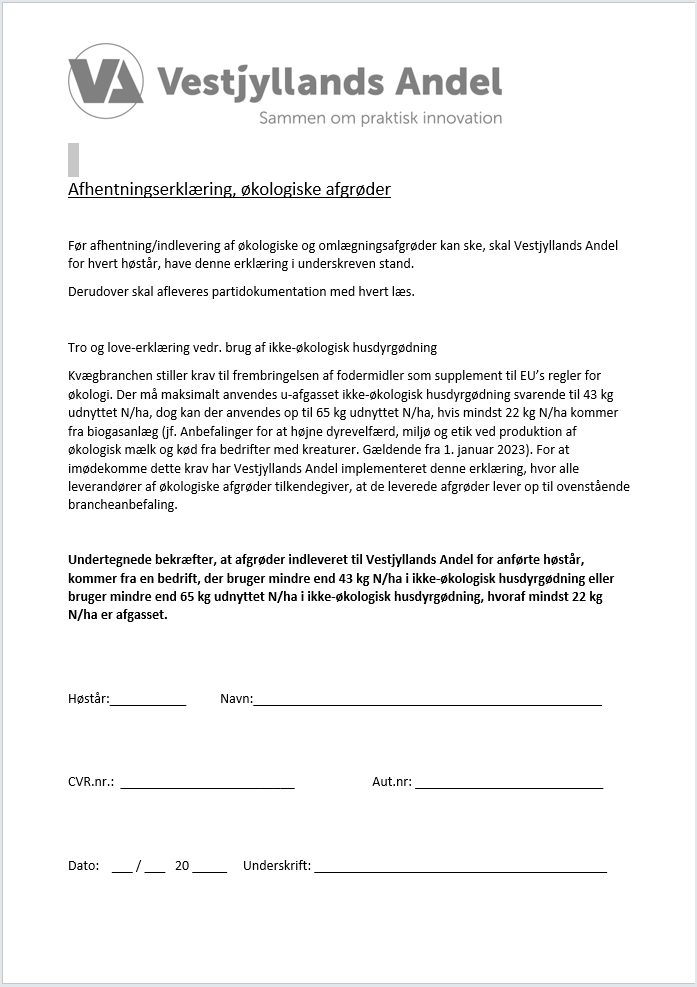 VA Vestjyllands Andel
Sammen om praktisk innovation
Afhentningserklæring, økologiske afgrøder
Før afhentning/indlevering af økologiske og omlægningsafgrøder kan ske, skal Vestjyllands Andel
for hvert høstår, have denne erklæring i underskreven stand.
Derudover skal afleveres partidokumentation med hvert læs.
Tro og love-erklæring vedr. brug af ikke-økologisk husdyrgødning
Kvægbranchen stiller krav til frembringelsen af fodermidler som supplement til EU’s regler for
økologi. Der må maksimalt anvendes u-afgasset ikke-økologisk husdyrgødning svarende til 43 kg
udnyttet N/ha, dog kan der anvendes op til 65 kg udnyttet N/ha, hvis mindst 22 kg N/ha kommer
fra biogasanlæg (jf. Anbefalinger for at højne dyrevelfærd, miljø og etik ved produktion af
økologisk mælk og kød fra bedrifter med kreaturer. Gældende fra 1. januar 2023). For at
imødekomme dette krav har Vestjyllands Andel implementeret denne erklæring, hvor alle
leverandører af økologiske afgrøder tilkendegiver, at de leverede afgrøder lever op til ovenstående
brancheanbefaling.
Undertegnede bekræfter, at afgrøder indleveret til Vestjyllands Andel for anførte høstår,
kommer fra en bedrift, der bruger mindre end 43 kg N/ha i ikke-økologisk husdyrgødning eller
bruger mindre end 65 kg udnyttet N/ha i ikke-økologisk husdyrgødning, hvoraf mindst 22 kg
N/ha er afgasset.
Høstår:___________ Navn:__________________________________________________
CVR.nr.: _________________________ Aut.nr: ___________________________
Dato: ___ / ___ 20 _____ Underskrift: __________________________________________